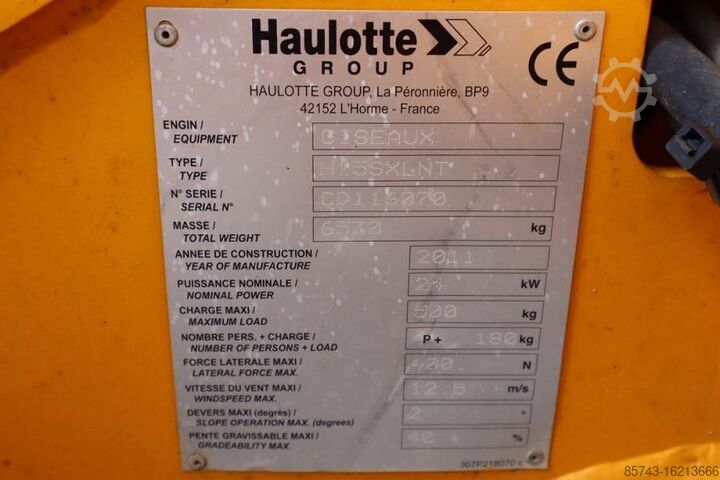 Haulotte
GROUP
CE
HAULOTTE GROUP, La Péronnière, BP9
42152 L'Horme - France
ENGIN / EQUIPMENT CISEAUX
TYPE / TYPE H15SXLNT
N° SERIE / SERIAL N° CD116070
MASSE / TOTAL WEIGHT 6530 kg
ANNEE DE CONSTRUCTION / YEAR OF MANUFACTURE 2011
PUISSANCE NOMINALE / NOMINAL POWER 24 kW
CHARGE MAXI / MAXIMUM LOAD 500 kg
NOMBRE PERS. + CHARGE / NUMBER OF PERSONS + LOAD P + 180 kg
FORCE LATERALE MAXI / LATERAL FORCE MAX. 400 N
VITESSE DU VENT MAXI / WINDSPEED MAX. 12.5 m/s
DEVERS MAXI (degrès) / SLOPE OPERATION MAX. (degrees) 2 °
PENTE GRAVISSABLE MAXI / GRADEABILITY MAX. 40 %
307P218070 c
85743-16213666